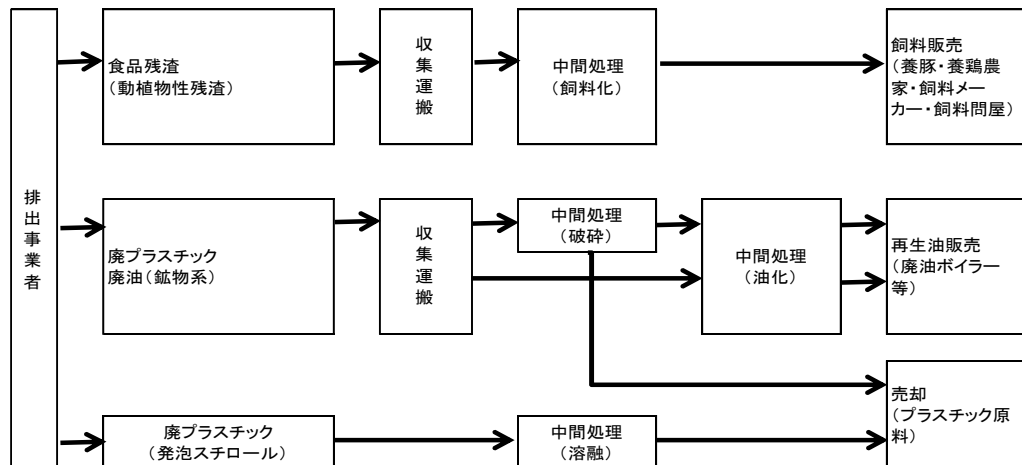 排出事業者
食品残渣
(動植物性残渣)
収集運搬
中間処理
(飼料化)
飼料販売
(養豚・養鶏農
家・飼料メー
カー・飼料問屋)
廃プラスチック
廃油(鉱物系)
収集運搬
中間処理
(破砕)
中間処理
(油化)
再生油販売
(廃油ボイラー
等)
廃プラスチック
(発泡スチロール)
中間処理
(溶融)
売却
(プラスチック原
料)